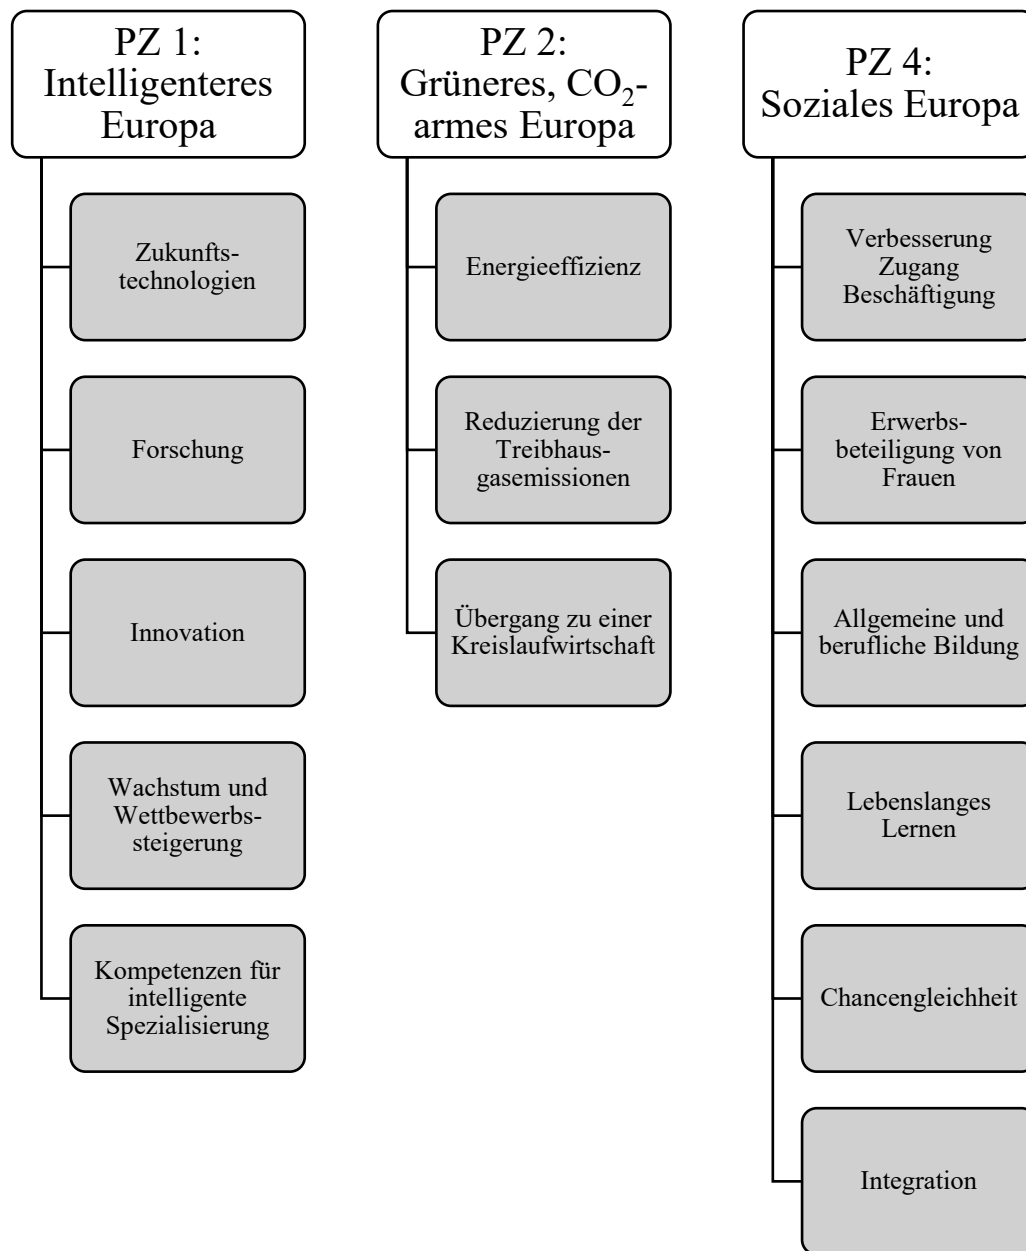 PZ 1:
Intelligenteres
Europa
Zukunfts-
technologien
Forschung
Innovation
Wachstum und
Wettbewerbs-
steigerung
Kompetenzen für
intelligente
Spezialisierung
PZ 2:
Grüneres, CO₂-
armes Europa
Energieeffizienz
Reduzierung der
Treibhaus-
gasemissionen
Übergang zu einer
Kreislaufwirtschaft
PZ 4:
Soziales Europa
Verbesserung
Zugang
Beschäftigung
Erwerbs-
beteiligung von
Frauen
Allgemeine und
berufliche Bildung
Lebenslanges
Lernen
Chancengleichheit
Integration